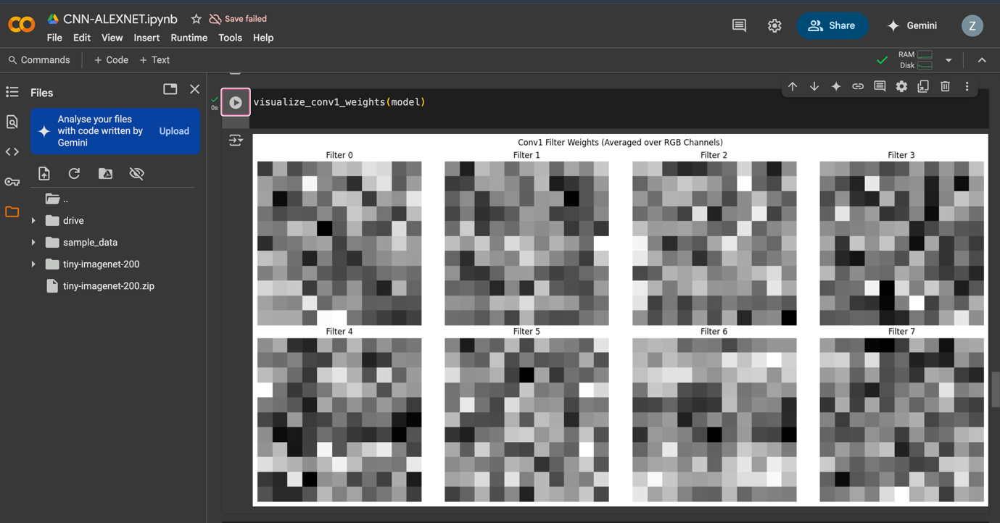 CNN-ALEXNET.ipynb
Save failed
File Edit View Insert Runtime Tools Help
Share
Gemini
Z
Commands
+ Code
+ Text
RAM
Disk
Files
Analyse your files
with code written by
Gemini
Upload
..
drive
sample_data
tiny-imagenet-200
tiny-imagenet-200.zip
0s
visualize_conv1_weights(model)
Conv1 Filter Weights (Averaged over RGB Channels)
Filter 0
Filter 1
Filter 2
Filter 3
Filter 4
Filter 5
Filter 6
Filter 7